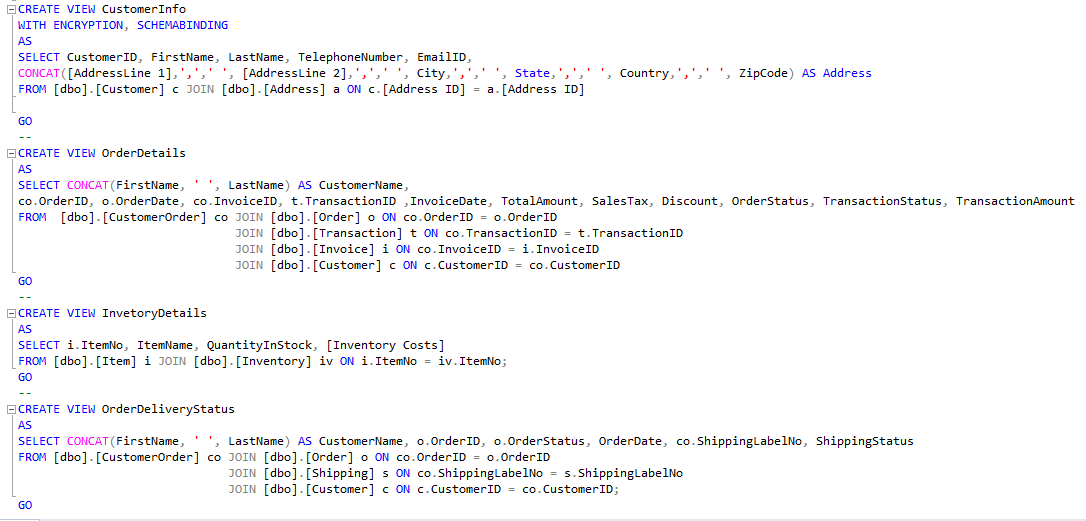 CREATE VIEW CustomerInfo
WITH ENCRYPTION, SCHEMABINDING
AS
SELECT CustomerID, FirstName, LastName, TelephoneNumber, EmailID,
CONCAT([AddressLine 1],',',' ', [AddressLine 2],',',' ', City,',',' ', State,',',' ', Country,',',' ', ZipCode) AS Address
FROM [dbo].[Customer] c JOIN [dbo].[Address] a ON c.[Address ID] = a.[Address ID]
GO
--
CREATE VIEW OrderDetails
AS
SELECT CONCAT(FirstName, ' ', LastName) AS CustomerName,
co.OrderID, o.OrderDate, co.InvoiceID, t.TransactionID ,InvoiceDate, TotalAmount, SalesTax, Discount, OrderStatus, TransactionStatus, TransactionAmount
FROM  [dbo].[CustomerOrder] co JOIN [dbo].[Order] o ON co.OrderID = o.OrderID
JOIN [dbo].[Transaction] t ON co.TransactionID = t.TransactionID
JOIN [dbo].[Invoice] i ON co.InvoiceID = i.InvoiceID
JOIN [dbo].[Customer] c ON c.CustomerID = co.CustomerID
GO
--
CREATE VIEW InvetoryDetails
AS
SELECT i.ItemNo, ItemName, QuantityInStock, [Inventory Costs]
FROM [dbo].[Item] i JOIN [dbo].[Inventory] iv ON i.ItemNo = iv.ItemNo;
GO
--
CREATE VIEW OrderDeliveryStatus
AS
SELECT CONCAT(FirstName, ' ', LastName) AS CustomerName, o.OrderID, o.OrderStatus, OrderDate, co.ShippingLabelNo, ShippingStatus
FROM [dbo].[CustomerOrder] co JOIN [dbo].[Order] o ON co.OrderID = o.OrderID
JOIN [dbo].[Shipping] s ON co.ShippingLabelNo = s.ShippingLabelNo
JOIN [dbo].[Customer] c ON c.CustomerID = co.CustomerID;
GO